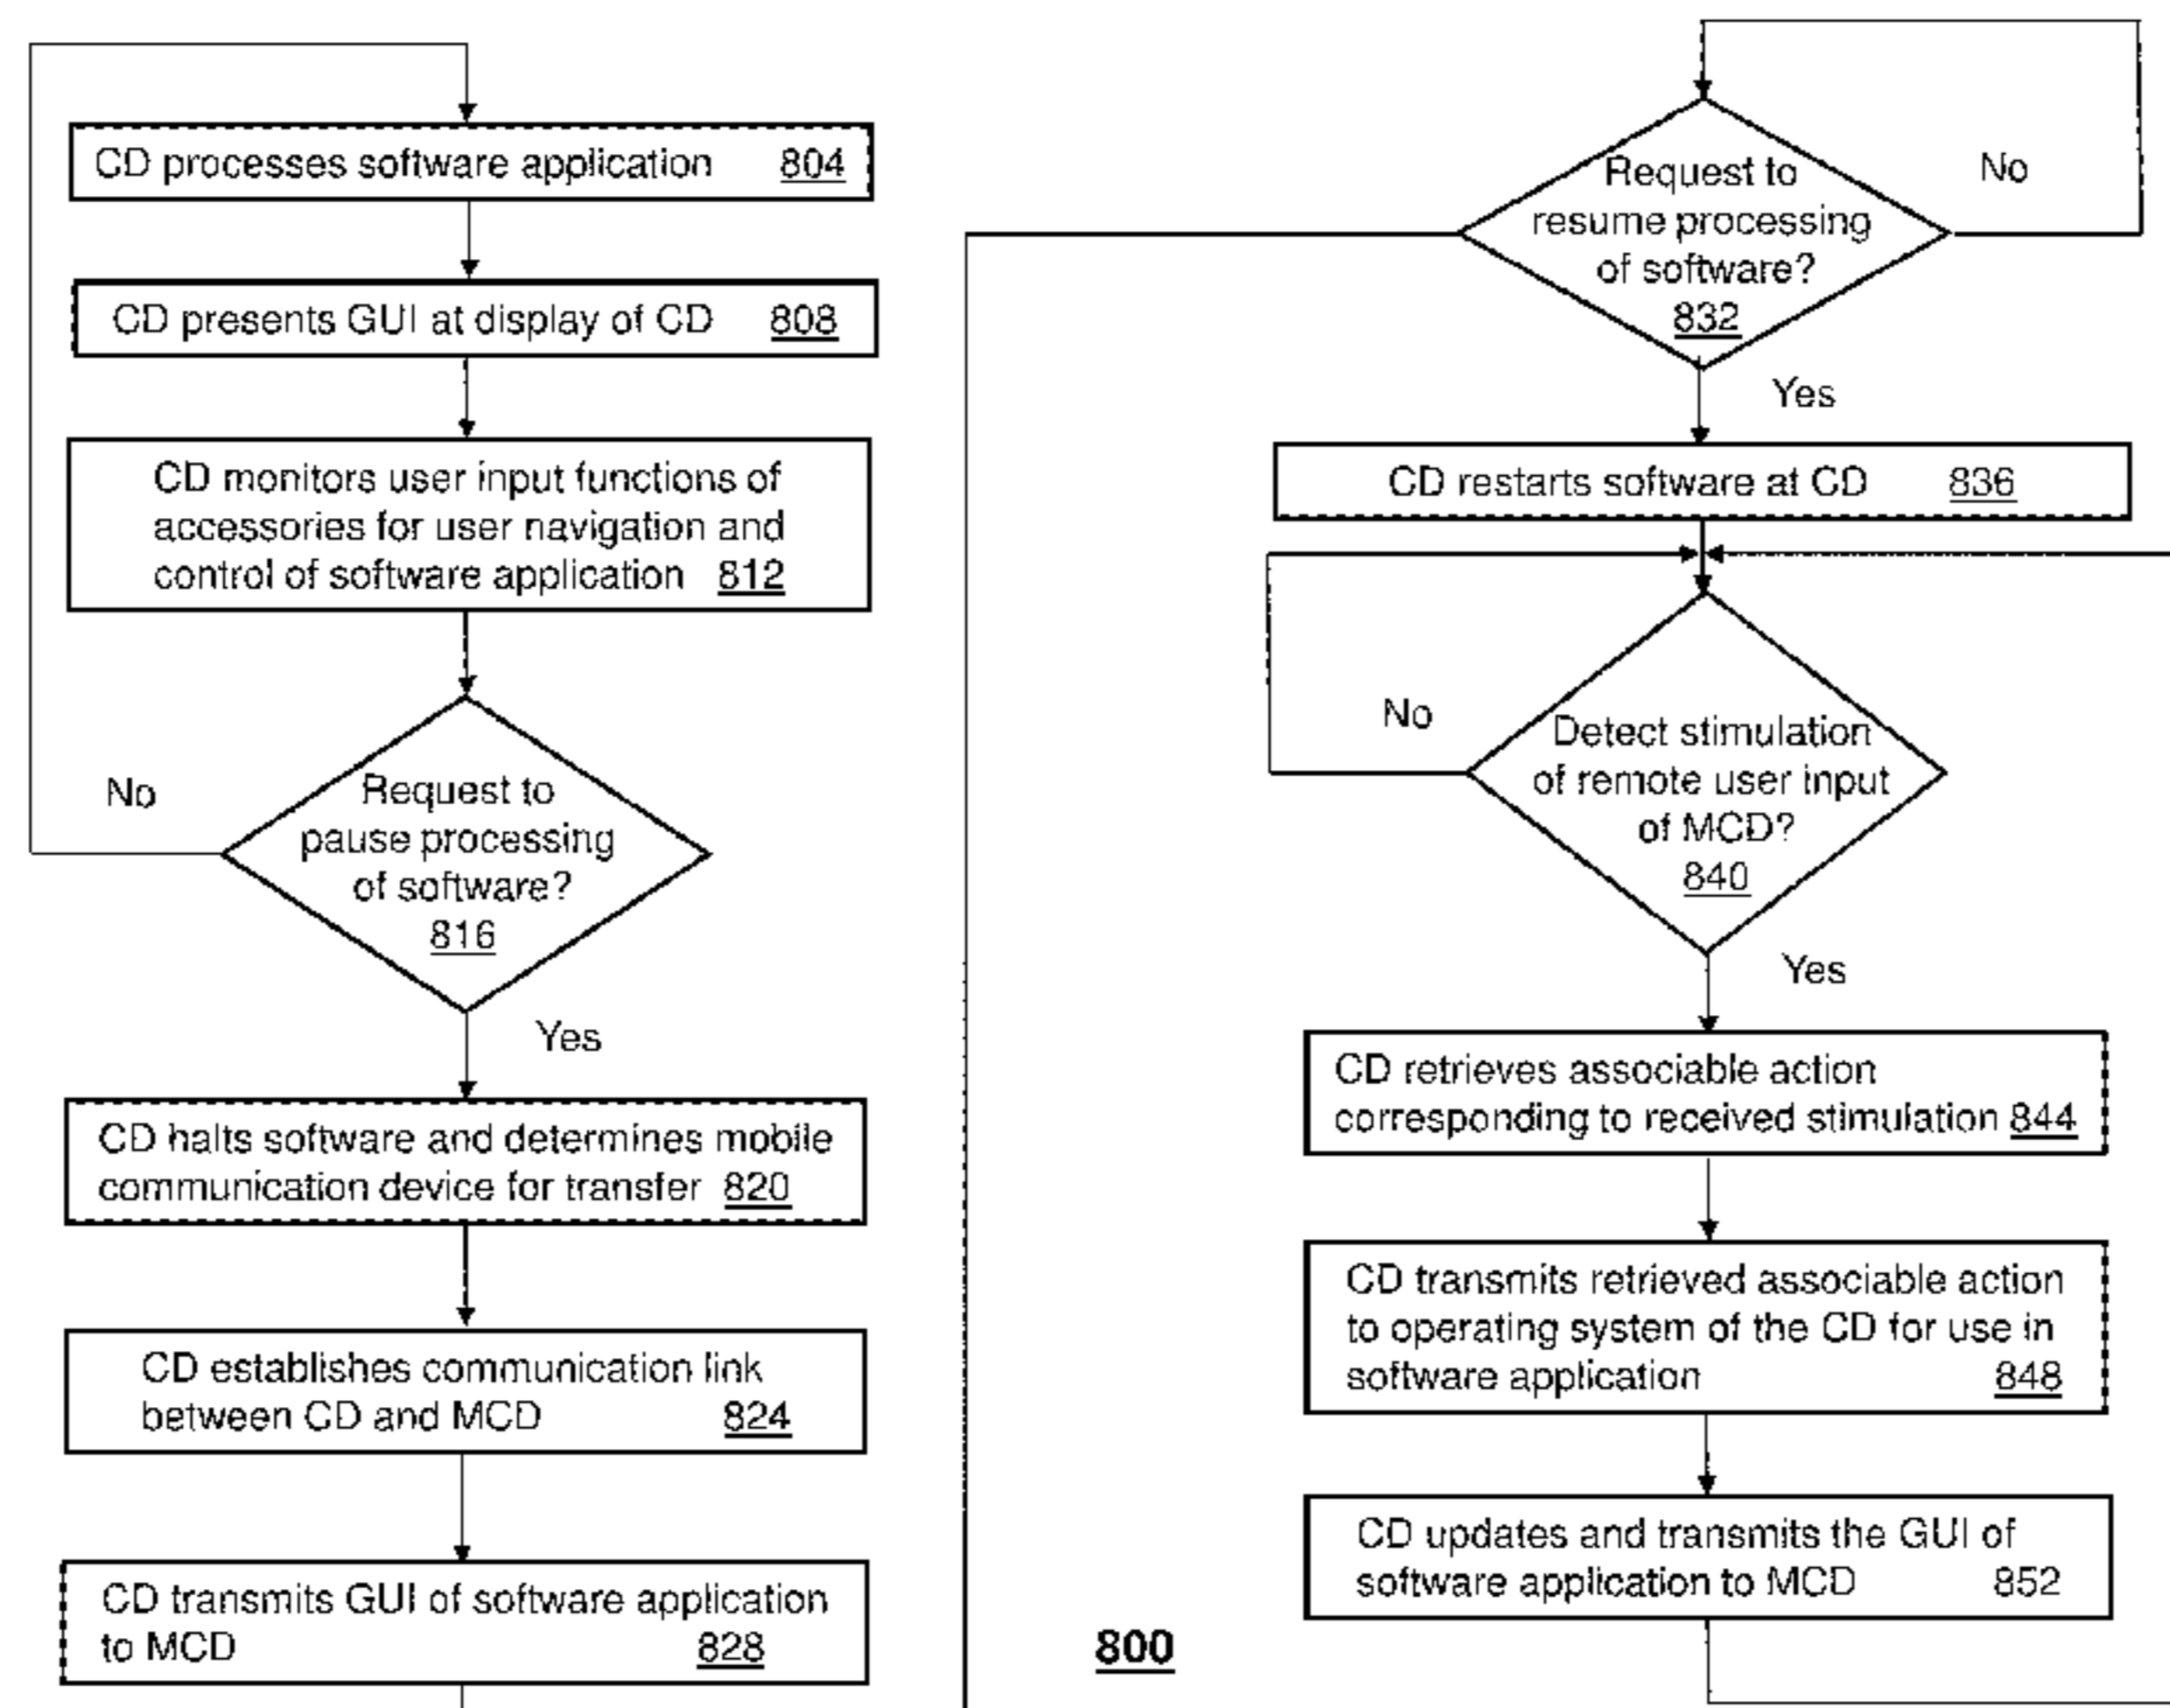 CD processes software application 804
CD presents GUI at display of CD 808
CD monitors user input functions of
accessories for user navigation and
control of software application 812
No
Request to
pause processing
of software?
816
Yes
CD halts software and determines mobile
communication device for transfer 820
CD establishes communication link
between CD and MCD 824
CD transmits GUI of software application
to MCD 828
Request to
resume processing
of software?
832
No
Yes
CD restarts software at CD 836
No
Detect stimulation
of remote user input
of MCD?
840
Yes
CD retrieves associable action
corresponding to received stimulation 844
CD transmits retrieved associable action
to operating system of the CD for use in
software application 848
CD updates and transmits the GUI of
software application to MCD 852
800